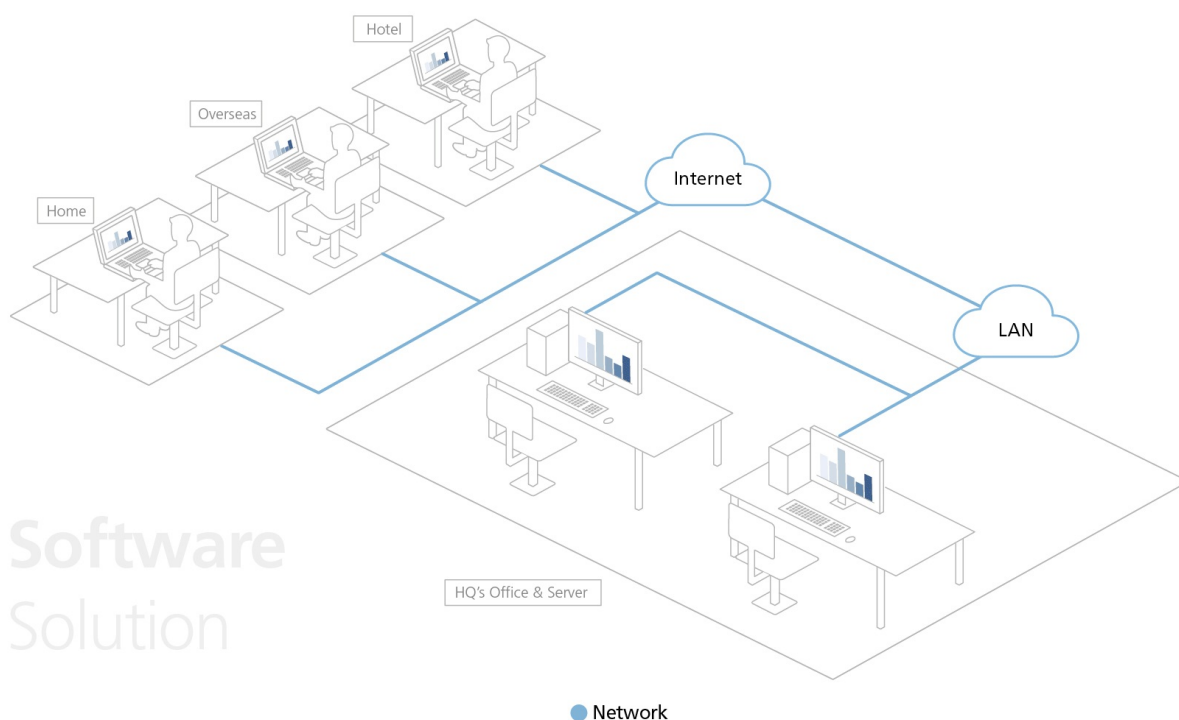 Hotel
Overseas
Home
Internet
LAN
HQ's Office & Server
Software
Solution
Network